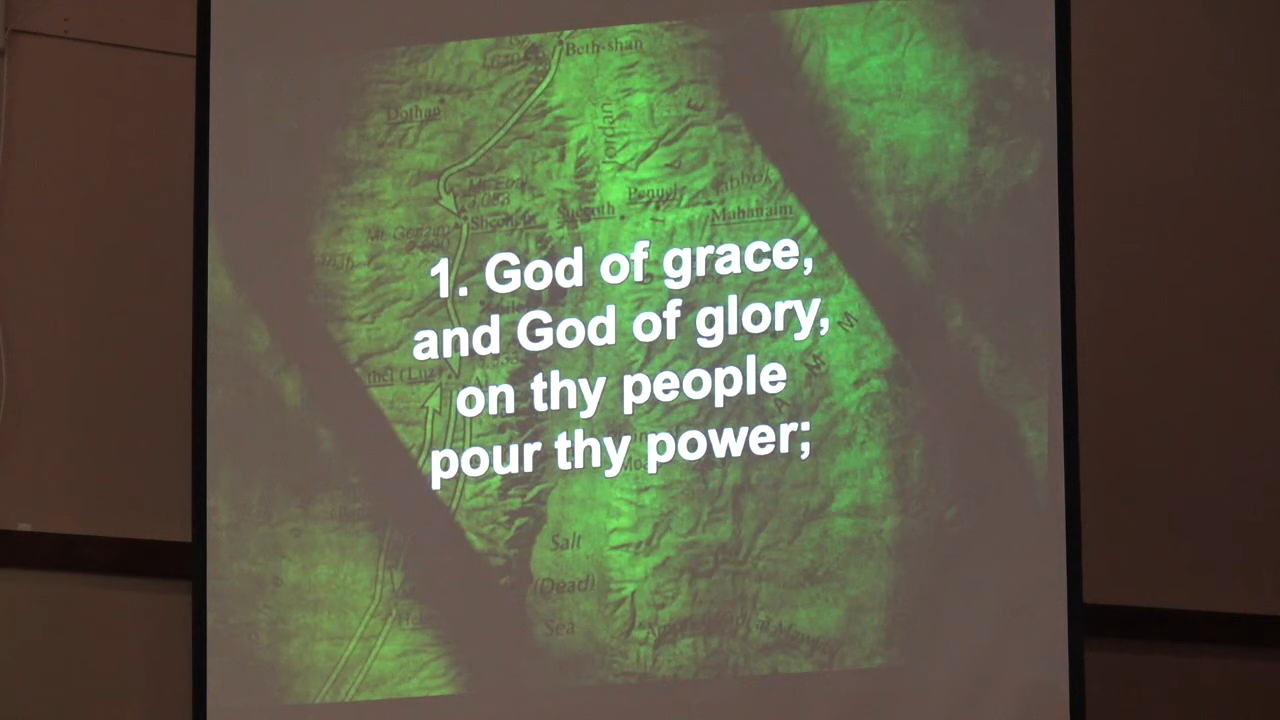 Beth-shan
Dothan
Jordan
Penuel
Jabbok
Succoth
Mahanaim
Shechem
Mt. Gerizim
1. God of grace,
and God of glory,
on thy people
pour thy power;
Salt
(Dead)
Sea